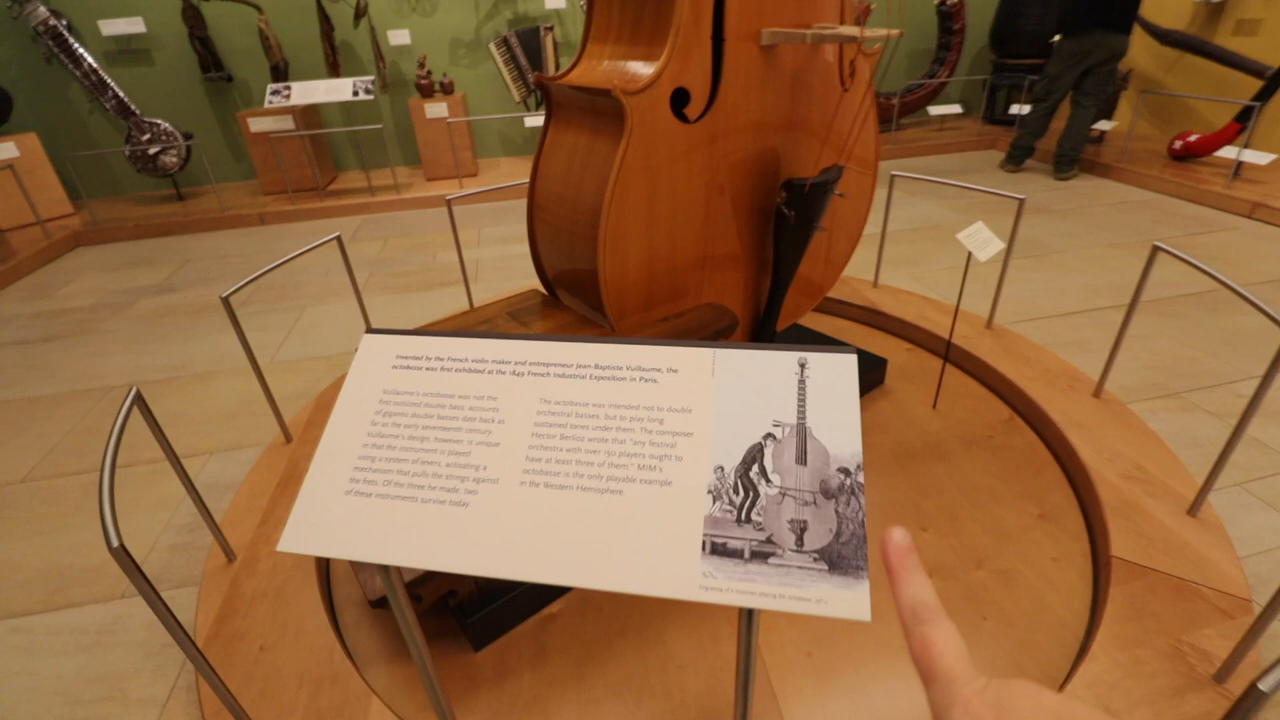 Invented by the French violin maker and entrepreneur Jean-Baptiste Vuillaume, the
octobasse was first exhibited at the 1849 French Industrial Exposition in Paris.
Vuillaume's octobasse was not the
first outsized double bass; accounts
of gigantic double basses date back as
far as the early seventeenth century.
Vuillaume's design, however, is unique
in that the instrument is played
using a system of levers, activating a
mechanism that pulls the strings against
the frets. Of the three he made, two
of these instruments survive today.
The octobasse was intended not to double
orchestral basses, but to play long
sustained tones under them. The composer
Hector Berlioz wrote that "any festival
orchestra with over 150 players ought to
have at least three of them." MIM's
octobasse is the only playable example
in the Western Hemisphere.
Engraving of a musician playing the octobasse,